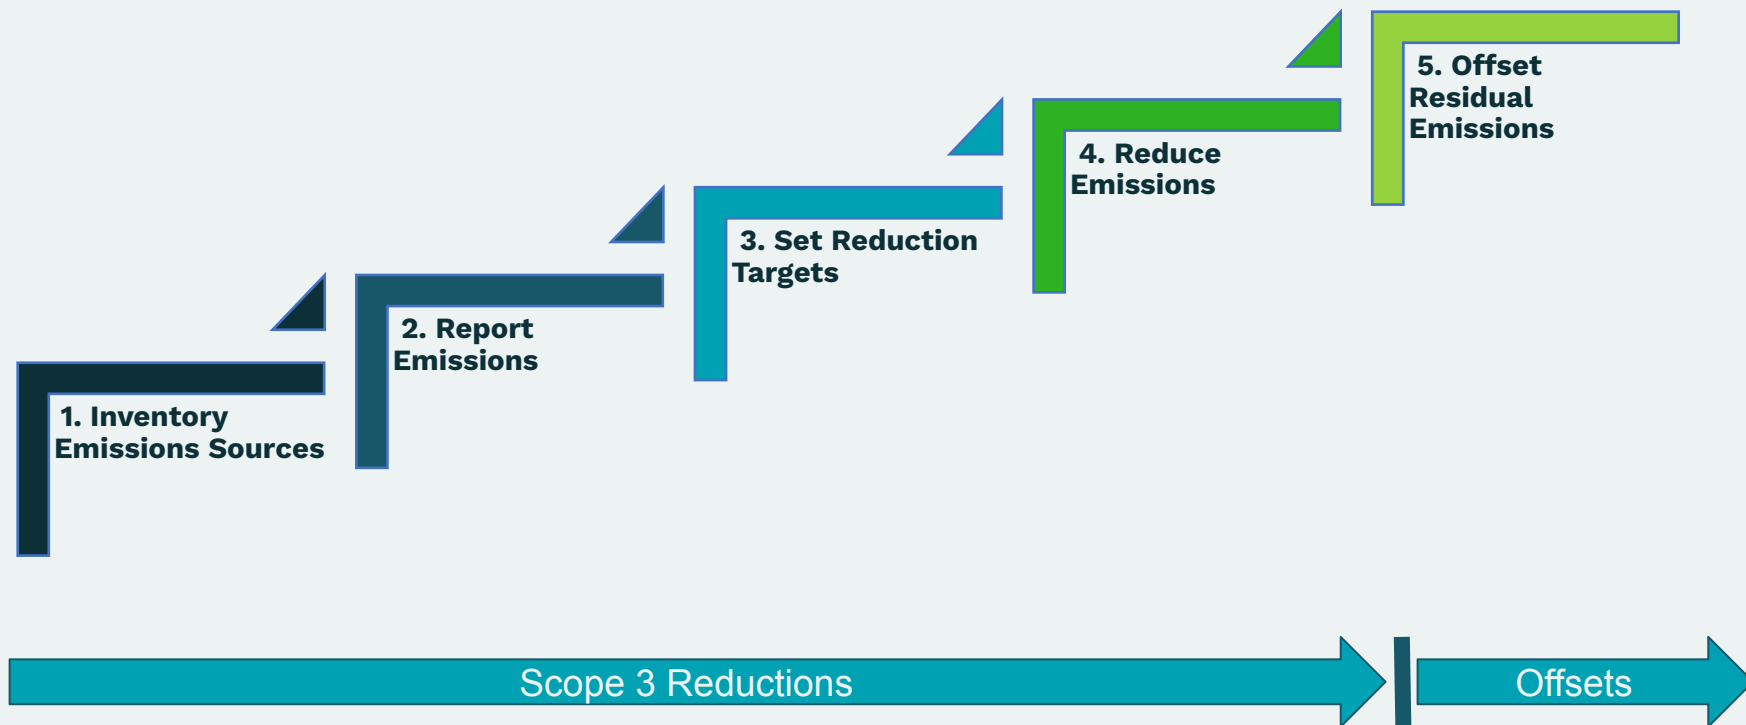 1. Inventory
Emissions Sources
2. Report
Emissions
3. Set Reduction
Targets
4. Reduce
Emissions
5. Offset
Residual
Emissions
Scope 3 Reductions
Offsets